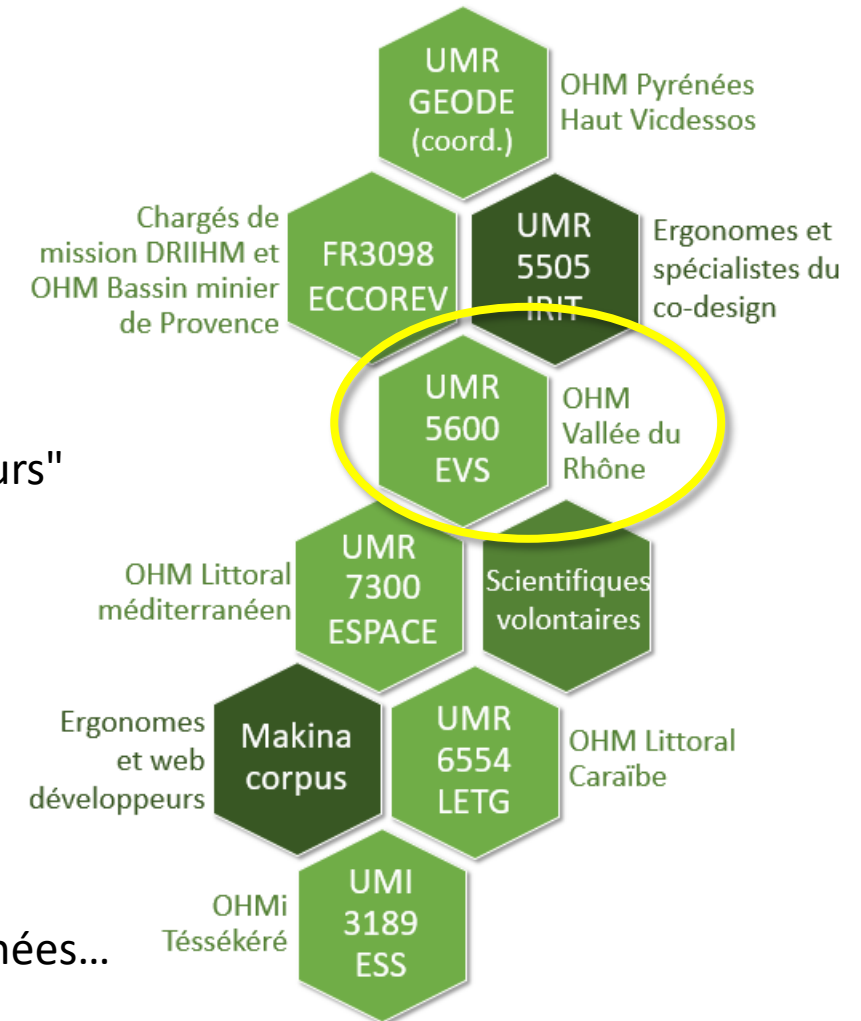 UMR
GEODE
(coord.)
OHM Pyrénées
Haut Vicdessos
Chargés de
mission DRIIHM et
OHM Bassin minier
de Provence
FR3098
ECCOREV
UMR
5505
IRIT
Ergonomes et
spécialistes du
co-design
UMR
5600
EVS
OHM
Vallée du
Rhône
urs"
OHM Littoral
méditerranéen
UMR
7300
ESPACE
Scientifiques
volontaires
Ergonomes
et web
développeurs
Makina
corpus
UMR
6554
LETG
OHM Littoral
Caraïbe
OHMi
Téssékéré
UMI
3189
ESS
nées...